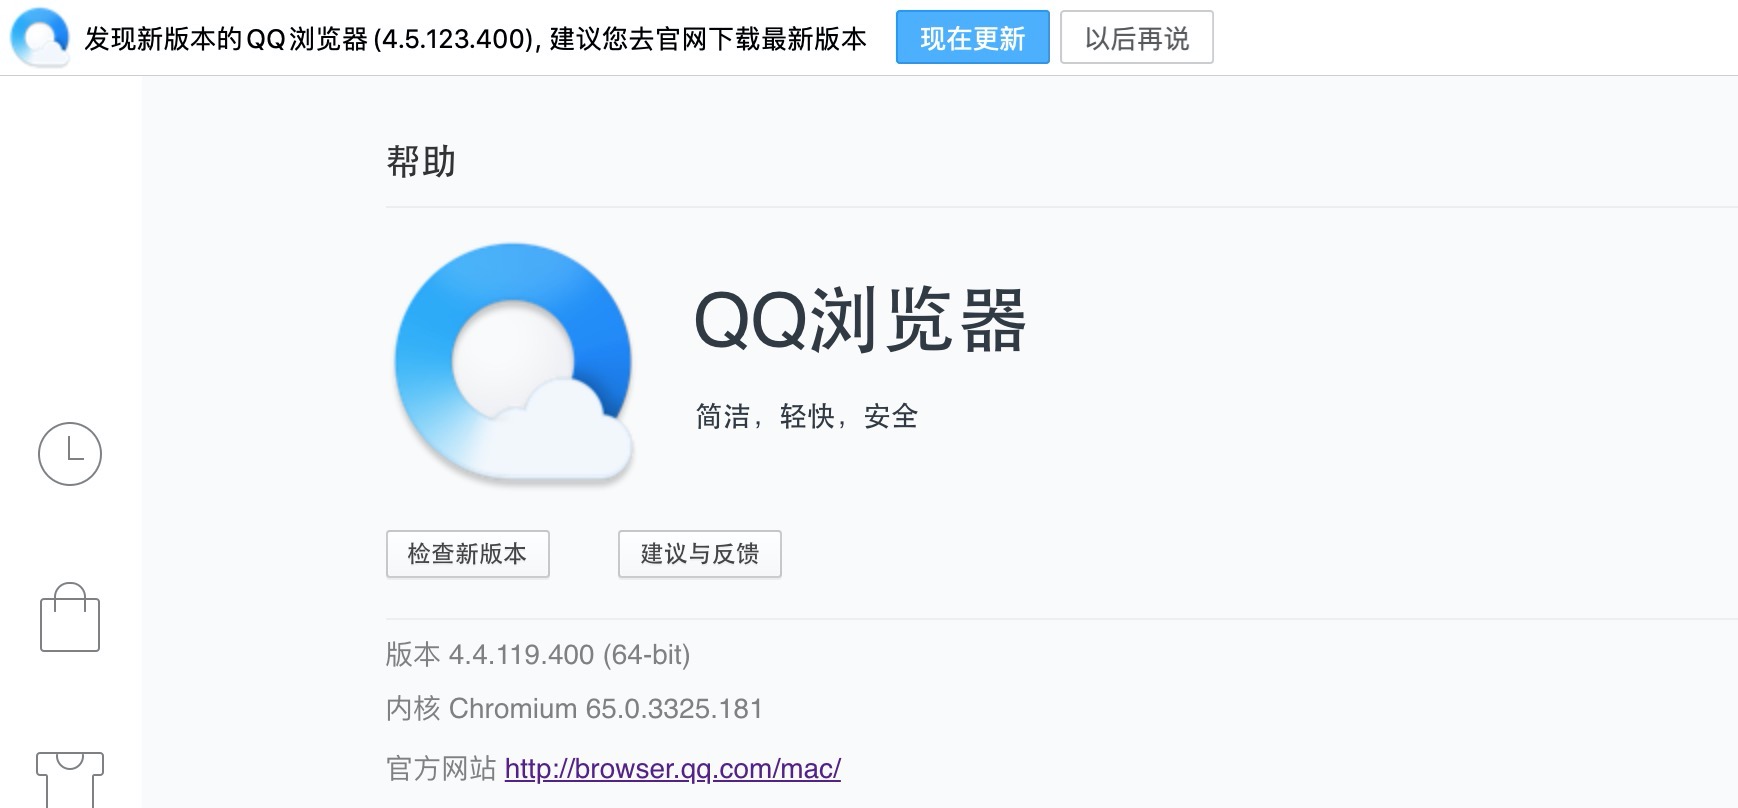 发现新版本的QQ浏览器(4.5.123.400), 建议您去官网下载最新版本
现在更新
以后再说
帮助
QQ浏览器
简洁，轻快，安全
检查新版本
建议与反馈
版本 4.4.119.400 (64-bit)
内核 Chromium 65.0.3325.181
官方网站 http://browser.qq.com/mac/